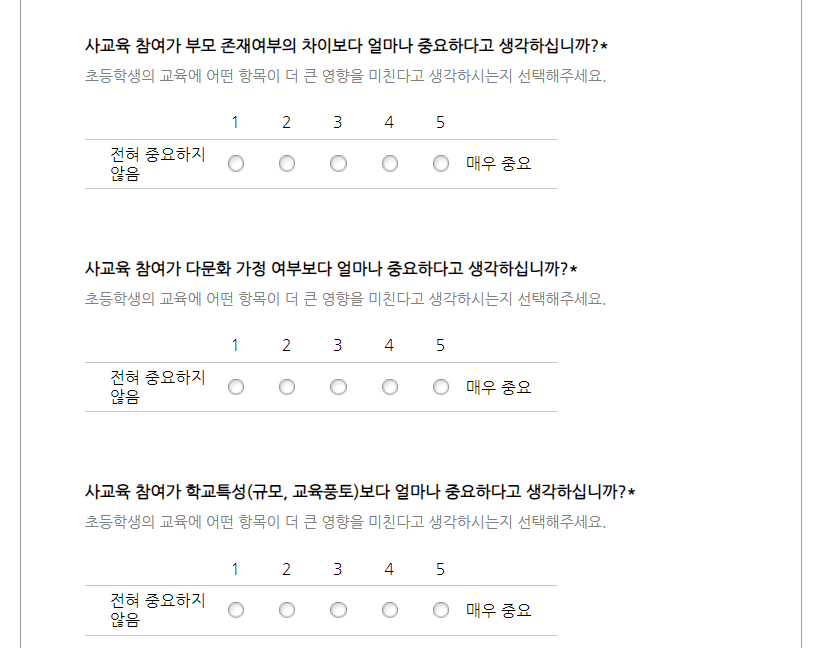 사교육 참여가 부모 존재여부의 차이보다 얼마나 중요하다고 생각하십니까?*
초등학생의 교육에 어떤 항목이 더 큰 영향을 미친다고 생각하시는지 선택해주세요.
1 2 3 4 5
전혀 중요하지
않음
매우 중요
사교육 참여가 다문화 가정 여부보다 얼마나 중요하다고 생각하십니까?*
초등학생의 교육에 어떤 항목이 더 큰 영향을 미친다고 생각하시는지 선택해주세요.
1 2 3 4 5
전혀 중요하지
않음
매우 중요
사교육 참여가 학교특성(규모, 교육풍토)보다 얼마나 중요하다고 생각하십니까?*
초등학생의 교육에 어떤 항목이 더 큰 영향을 미친다고 생각하시는지 선택해주세요.
1 2 3 4 5
전혀 중요하지
않음
매우 중요